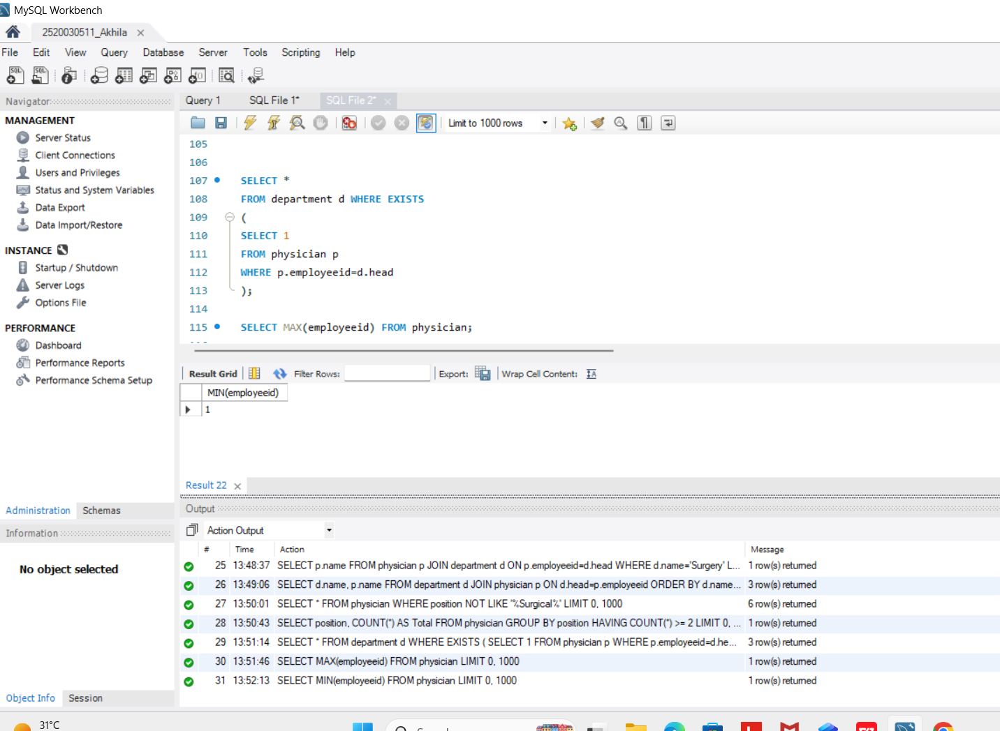 MySQL Workbench
2520030511_Akhila
File Edit View Query Database Server Tools Scripting Help
Navigator
MANAGEMENT
Server Status
Client Connections
Users and Privileges
Status and System Variables
Data Export
Data Import/Restore
INSTANCE
Startup / Shutdown
Server Logs
Options File
PERFORMANCE
Dashboard
Performance Reports
Performance Schema Setup
Administration Schemas
Information
No object selected
Object Info Session
Query 1 SQL File 1* SQL File 2*
Limit to 1000 rows
105
106
107 SELECT *
108 FROM department d WHERE EXISTS
109 (
110 SELECT 1
111 FROM physician p
112 WHERE p.employeeid=d.head
113 );
114
115 SELECT MAX(employeeid) FROM physician;
Result Grid Filter Rows: Export: Wrap Cell Content:
MIN(employeeid)
1
Result 22
Output
Action Output
# Time Action Message
25 13:48:37 SELECT p.name FROM physician p JOIN department d ON p.employeeid=d.head WHERE d.name='Surgery' L... 1 row(s) returned
26 13:49:06 SELECT d.name, p.name FROM department d JOIN physician p ON d.head=p.employeeid ORDER BY d.name... 3 row(s) returned
27 13:50:01 SELECT * FROM physician WHERE position NOT LIKE '%Surgical%' LIMIT 0, 1000 6 row(s) returned
28 13:50:43 SELECT position, COUNT(*) AS Total FROM physician GROUP BY position HAVING COUNT(*) >= 2 LIMIT 0, ... 1 row(s) returned
29 13:51:14 SELECT * FROM department d WHERE EXISTS ( SELECT 1 FROM physician p WHERE p.employeeid=d.he... 3 row(s) returned
30 13:51:46 SELECT MAX(employeeid) FROM physician LIMIT 0, 1000 1 row(s) returned
31 13:52:13 SELECT MIN(employeeid) FROM physician LIMIT 0, 1000 1 row(s) returned
31°C